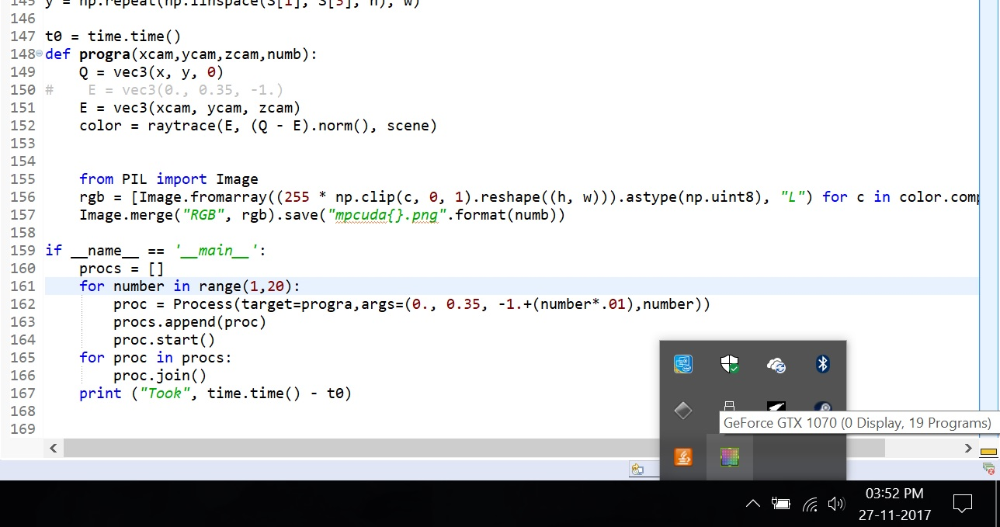 145 y = np.repeat(np.linspace(S[1], S[3], h), w)
146
147 t0 = time.time()
148 def progra(xcam,ycam,zcam,numb):
149 Q = vec3(x, y, 0)
150 # E = vec3(0., 0.35, -1.)
151 E = vec3(xcam, ycam, zcam)
152 color = raytrace(E, (Q - E).norm(), scene)
153
154
155 from PIL import Image
156 rgb = [Image.fromarray((255 * np.clip(c, 0, 1).reshape((h, w))).astype(np.uint8), "L") for c in color.comp
157 Image.merge("RGB", rgb).save("mpcuda{}.png".format(numb))
158
159 if __name__ == '__main__':
160 procs = []
161 for number in range(1,20):
162 proc = Process(target=progra,args=(0., 0.35, -1.+(number*.01),number))
163 procs.append(proc)
164 proc.start()
165 for proc in procs:
166 proc.join()
167 print ("Took", time.time() - t0)
168
169
GeForce GTX 1070 (0 Display, 19 Programs)
03:52 PM
27-11-2017